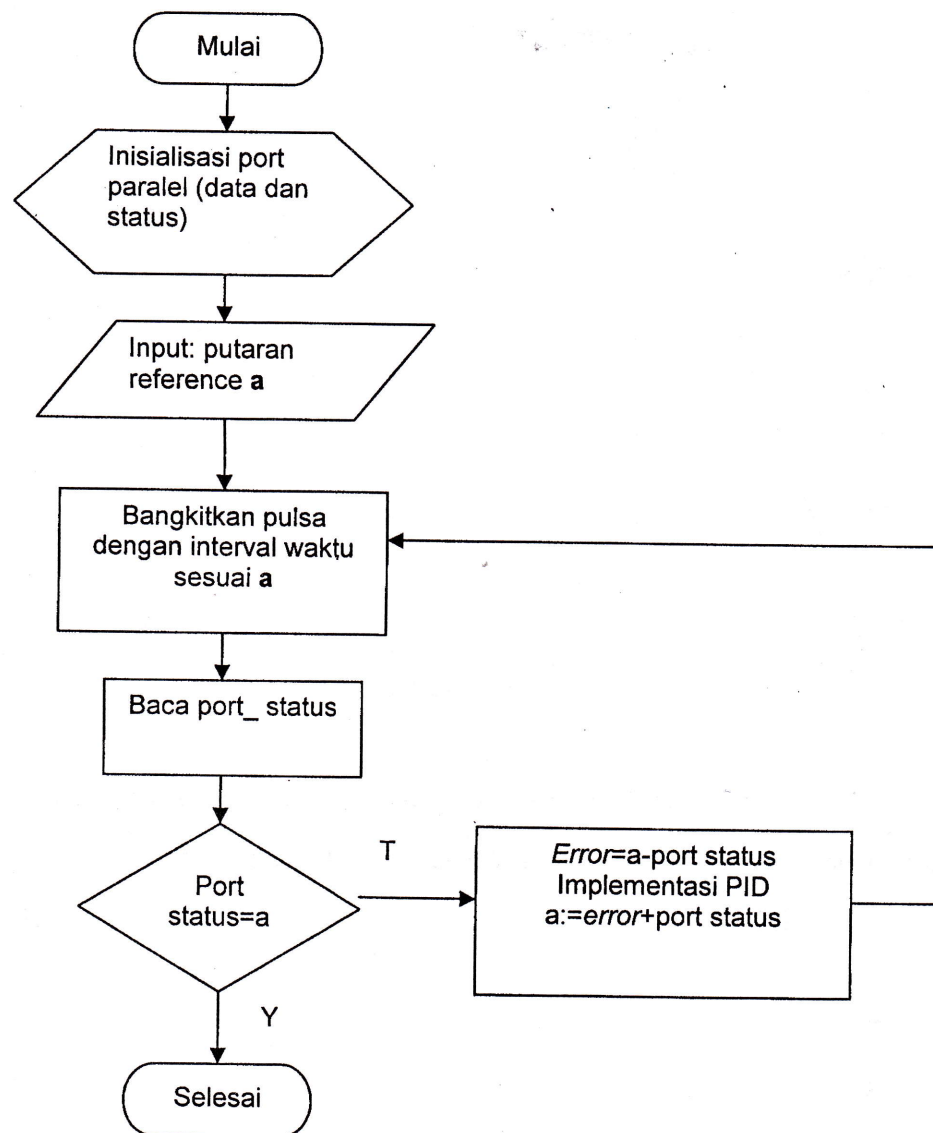 Mulai
Inisialisasi port
paralel (data dan
status)
Input: putaran
reference a
Bangkitkan pulsa
dengan interval waktu
sesuai a
Baca port_ status
Port
status=a
T
Error=a-port status
Implementasi PID
a:=error+port status
Y
Selesai